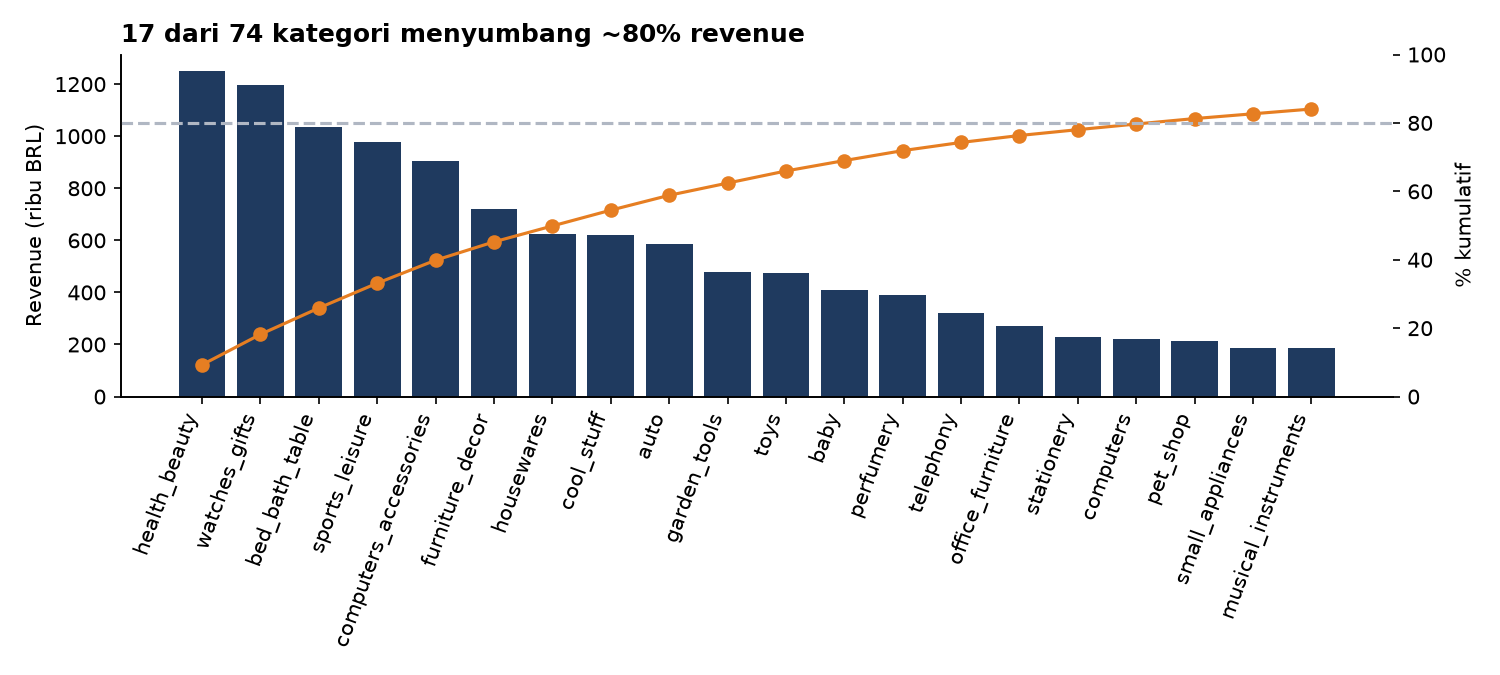 17 dari 74 kategori menyumbang ~80% revenue
Revenue (ribu BRL)
1200
1000
800
600
400
200
0
100
80
60
40
20
0
% kumulatif
health_beauty
watches_gifts
bed_bath_table
sports_leisure
computers_accessories
furniture_decor
housewares
cool_stuff
auto
garden_tools
toys
baby
perfumery
telephony
office_furniture
stationery
computers
pet_shop
small_appliances
musical_instruments